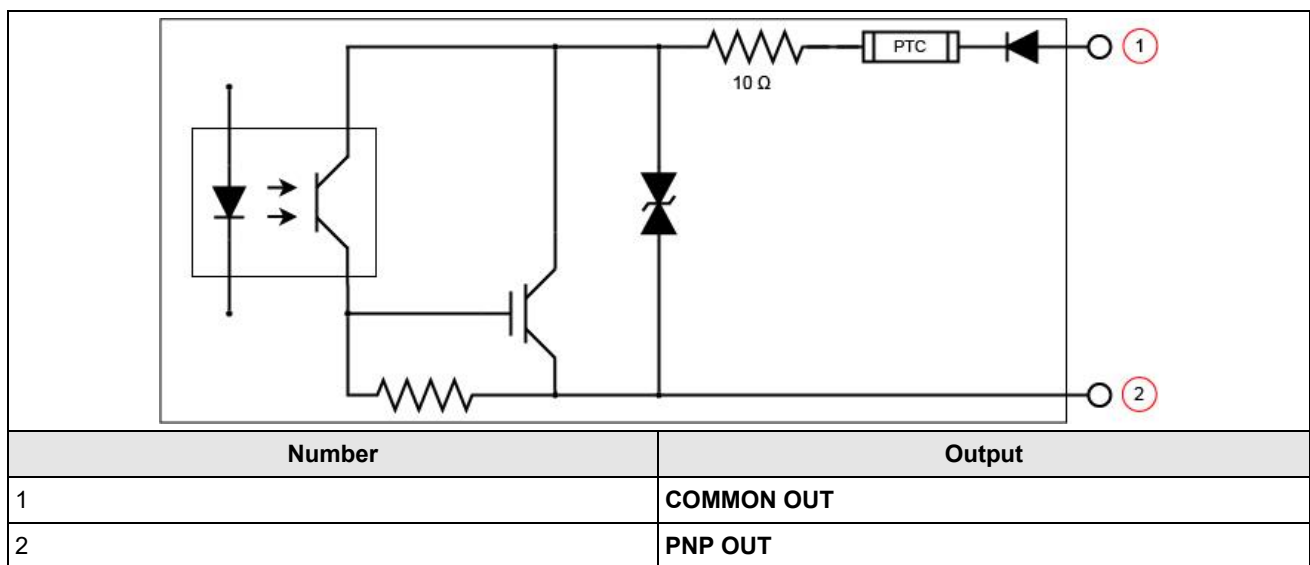 1
PTC
10 Ω
2
Number Output
1 COMMON OUT
2 PNP OUT